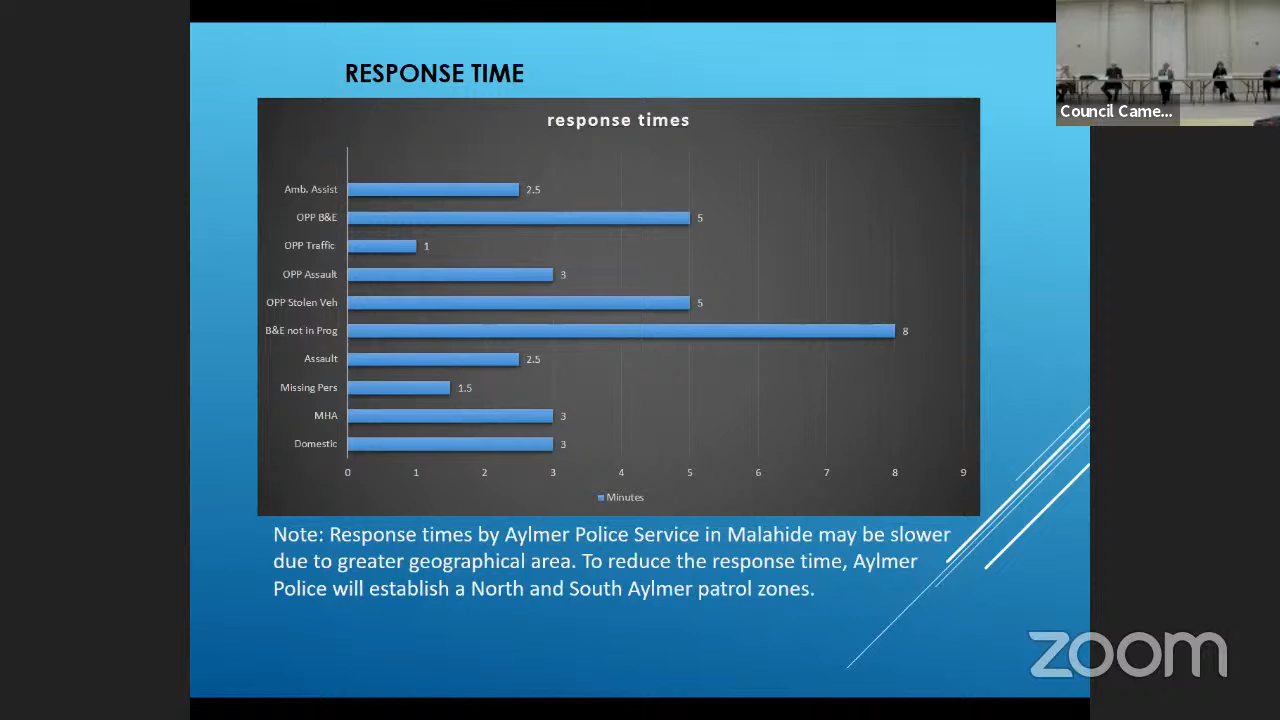 RESPONSE TIME
Council Came...
response times
Amb. Assist 2.5
OPP B&E 5
OPP Traffic 1
OPP Assault 3
OPP Stolen Veh 5
B&E not in Prog 8
Assault 2.5
Missing Pers 1.5
MHA 3
Domestic 3
0 1 2 3 4 5 6 7 8 9
Minutes
Note: Response times by Aylmer Police Service in Malahide may be slower
due to greater geographical area. To reduce the response time, Aylmer
Police will establish a North and South Aylmer patrol zones.
zoom